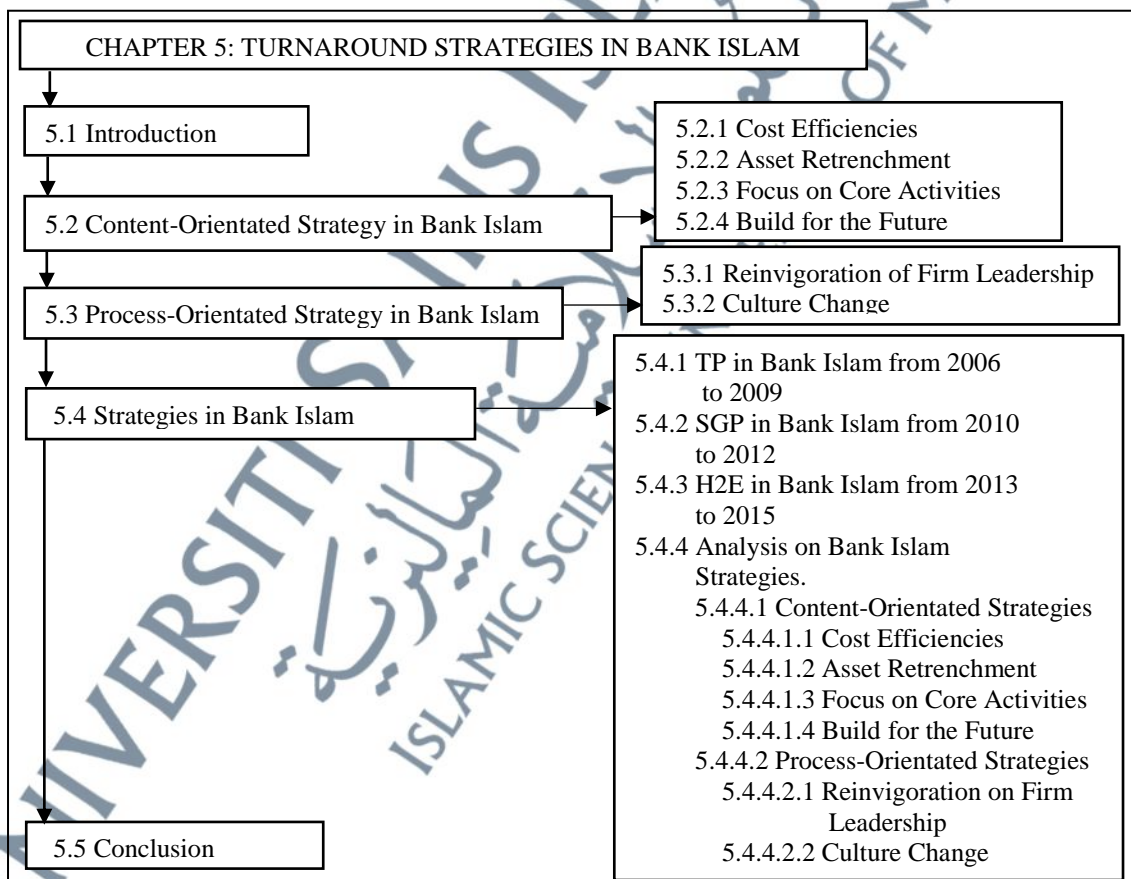 CHAPTER 5: TURNAROUND STRATEGIES IN BANK ISLAM
5.1 Introduction
5.2.1 Cost Efficiencies
5.2.2 Asset Retrenchment
5.2.3 Focus on Core Activities
5.2.4 Build for the Future
5.2 Content-Orientated Strategy in Bank Islam
5.3.1 Reinvigoration of Firm Leadership
5.3.2 Culture Change
5.3 Process-Orientated Strategy in Bank Islam
5.4 Strategies in Bank Islam
5.4.1 TP in Bank Islam from 2006
to 2009
5.4.2 SGP in Bank Islam from 2010
to 2012
5.4.3 H2E in Bank Islam from 2013
to 2015
5.4.4 Analysis on Bank Islam
Strategies.
5.4.4.1 Content-Orientated Strategies
5.4.4.1.1 Cost Efficiencies
5.4.4.1.2 Asset Retrenchment
5.4.4.1.3 Focus on Core Activities
5.4.4.1.4 Build for the Future
5.4.4.2 Process-Orientated Strategies
5.4.4.2.1 Reinvigoration on Firm
Leadership
5.4.4.2.2 Culture Change
5.5 Conclusion
UNIVERSITI SAINS ISL
ISLAMIC SCIEN
OF M